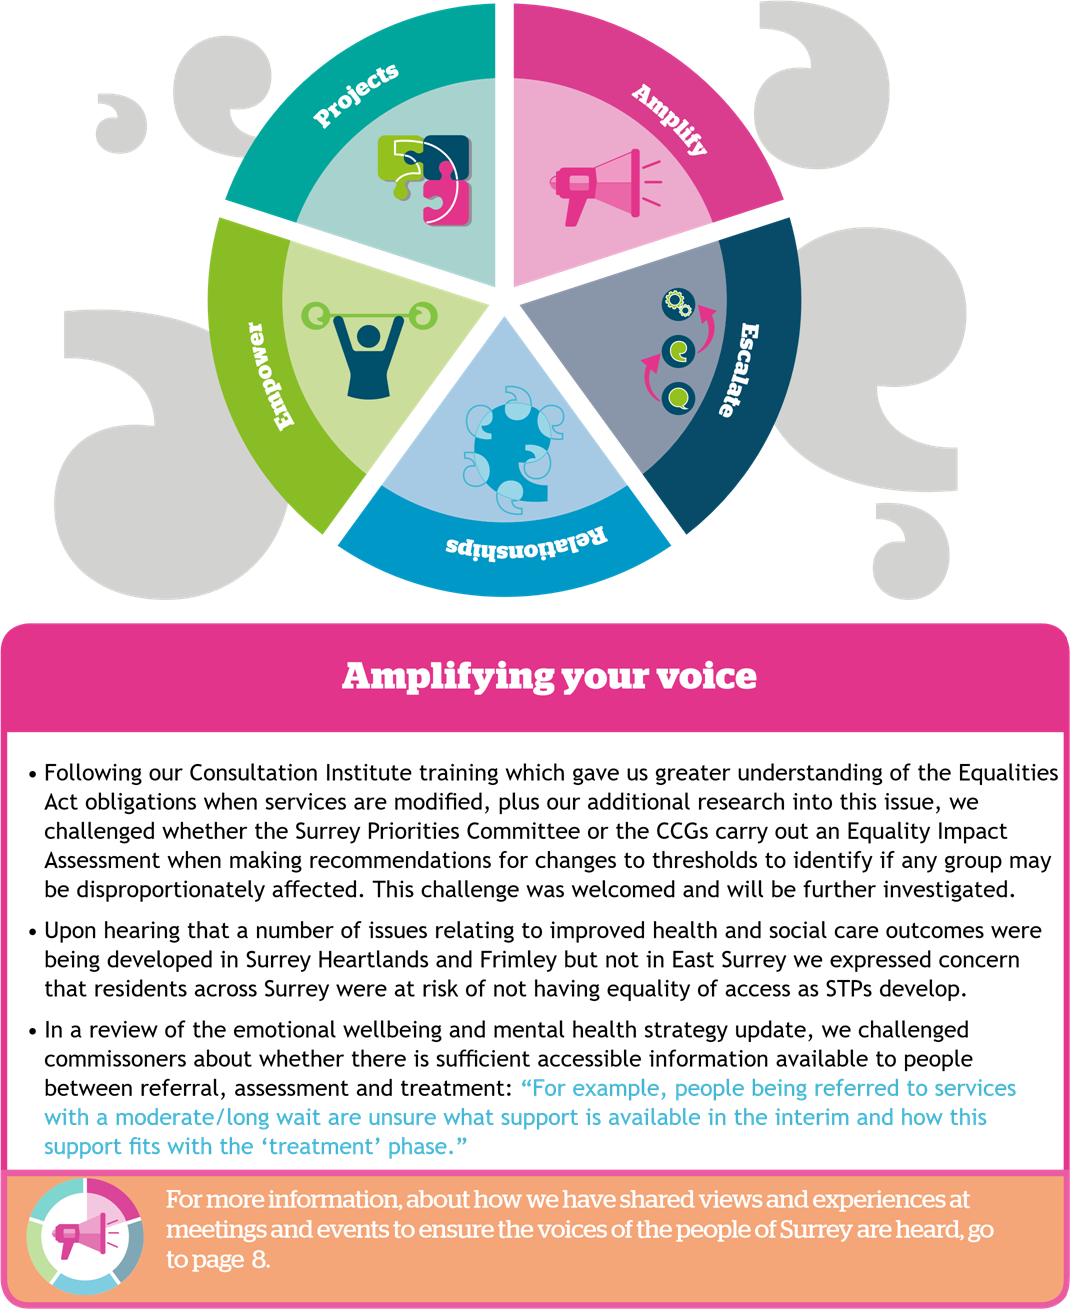 Projects
Amplify
Empower
Escalate
Relationships
Amplifying your voice
• Following our Consultation Institute training which gave us greater understanding of the Equalities
Act obligations when services are modified, plus our additional research into this issue, we
challenged whether the Surrey Priorities Committee or the CCGs carry out an Equality Impact
Assessment when making recommendations for changes to thresholds to identify if any group may
be disproportionately affected. This challenge was welcomed and will be further investigated.
• Upon hearing that a number of issues relating to improved health and social care outcomes were
being developed in Surrey Heartlands and Frimley but not in East Surrey we expressed concern
that residents across Surrey were at risk of not having equality of access as STPs develop.
• In a review of the emotional wellbeing and mental health strategy update, we challenged
commissoners about whether there is sufficient accessible information available to people
between referral, assessment and treatment: “For example, people being referred to services
with a moderate/long wait are unsure what support is available in the interim and how this
support fits with the ‘treatment’ phase.”
For more information, about how we have shared views and experiences at
meetings and events to ensure the voices of the people of Surrey are heard, go
to page 8.